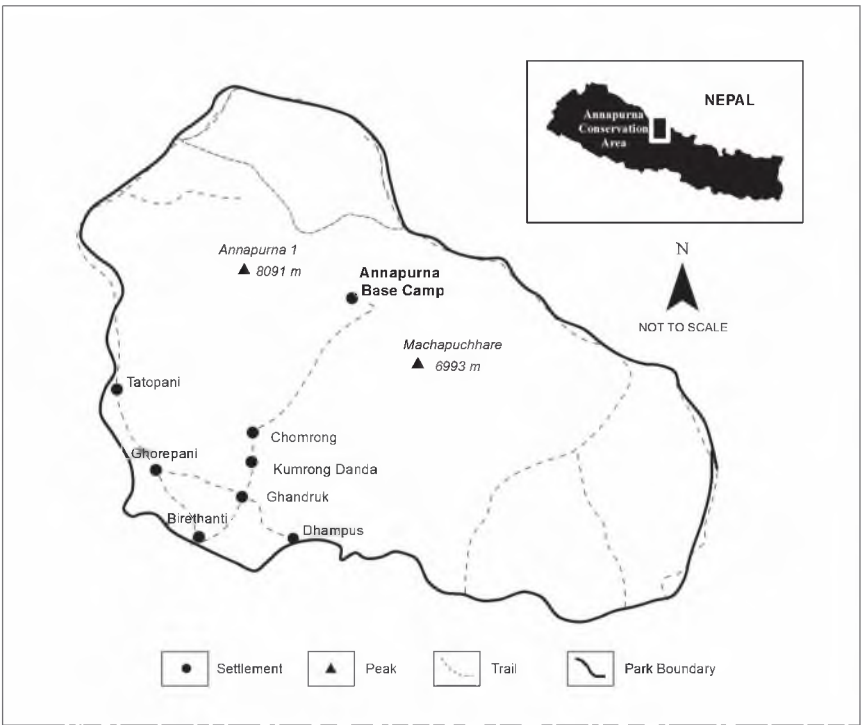 NEPAL
Annapurna
Conservation
Area
N
NOT TO SCALE
Annapurna 1
8091 m
Annapurna
Base Camp
Machapuchhare
6993 m
Tatopani
Chomrong
Ghorepani
Kumrong Danda
Ghandruk
Birethanti
Dhampus
Settlement
Peak
Trail
Park Boundary